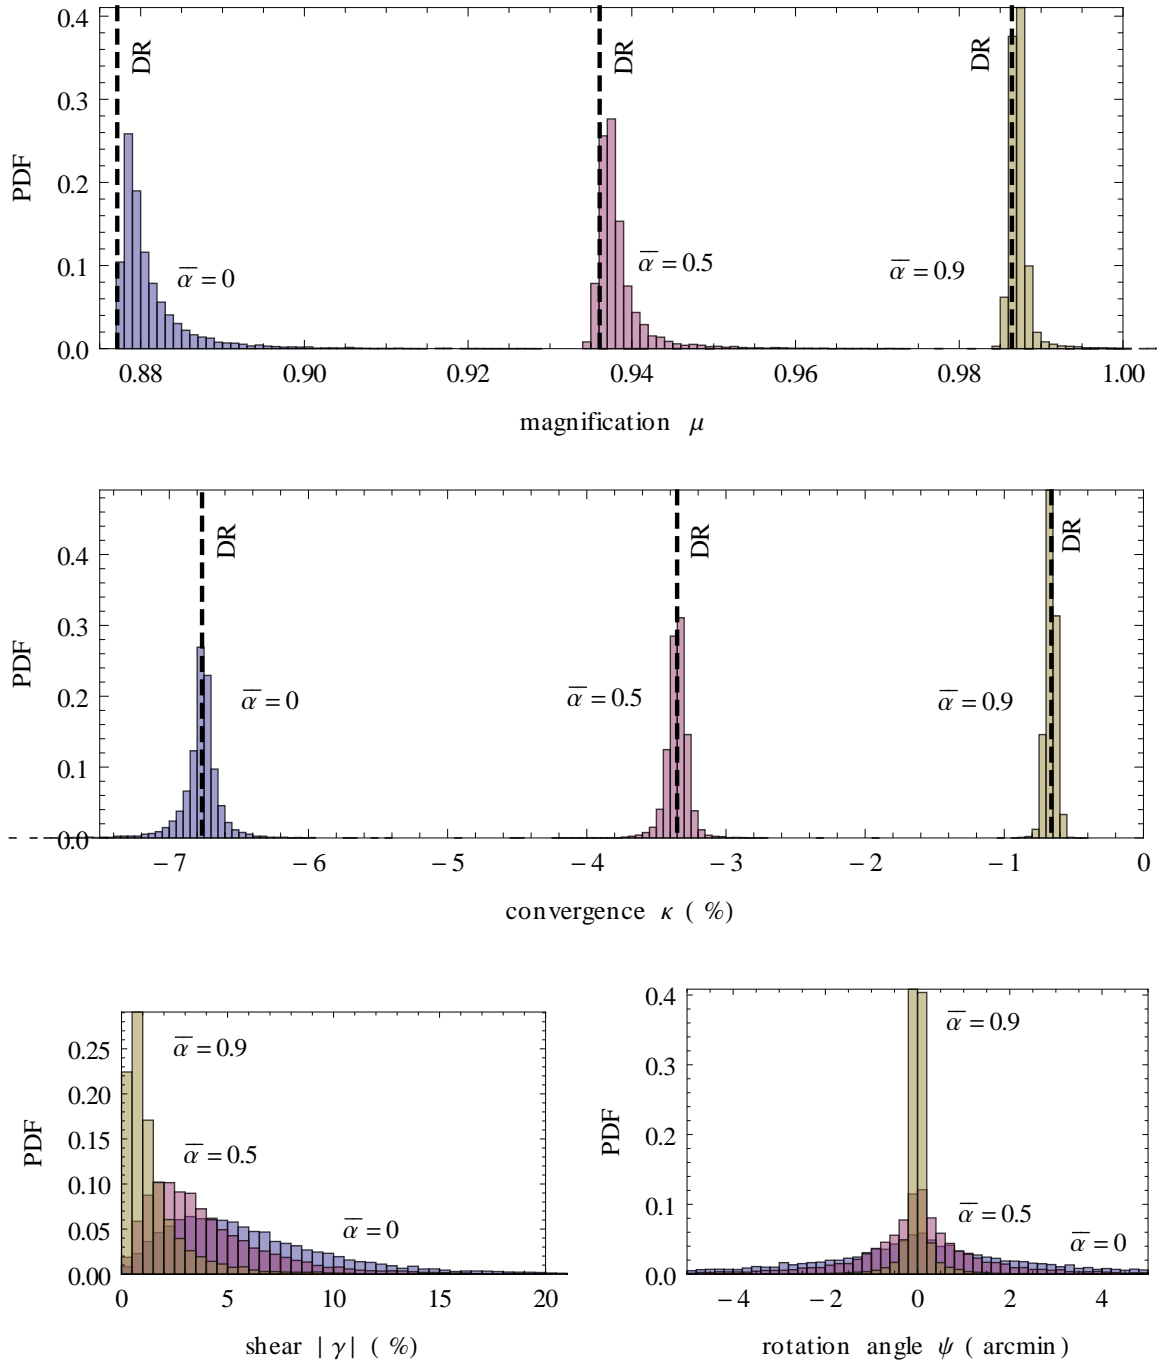 0.4
0.3
0.2
0.1
0.0
PDF
DR
DR
DR
α̅ = 0
α̅ = 0.5
α̅ = 0.9
0.88 0.90 0.92 0.94 0.96 0.98 1.00
magnification μ
0.4
0.3
0.2
0.1
0.0
PDF
DR
DR
DR
α̅ = 0
α̅ = 0.5
α̅ = 0.9
−7 −6 −5 −4 −3 −2 −1 0
convergence κ ( %)
0.25
0.20
0.15
0.10
0.05
0.00
PDF
α̅ = 0.9
α̅ = 0.5
α̅ = 0
0 5 10 15 20
shear |γ| ( %)
0.4
0.3
0.2
0.1
0.0
PDF
α̅ = 0.9
α̅ = 0.5
α̅ = 0
−4 −2 0 2 4
rotation angle ψ ( arcmin)